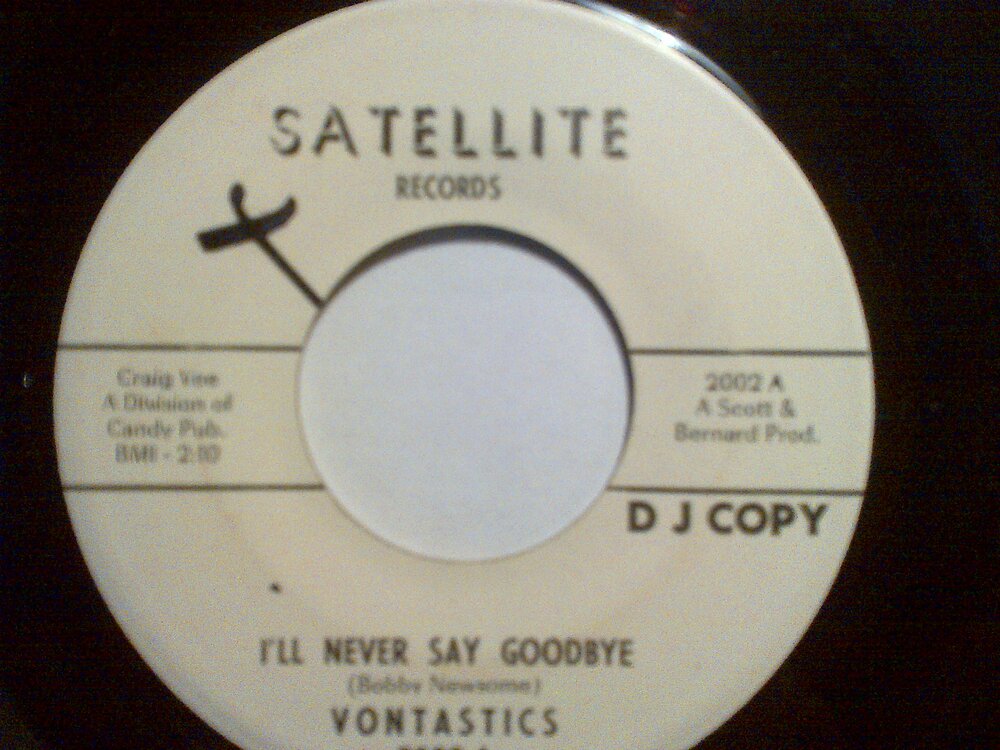 SATELLITE
RECORDS
Craig Vee
A Division of
Candy Pub.
BMI - 2:10
2002 A
A Scott &
Bernard Prod.
D J COPY
I'LL NEVER SAY GOODBYE
(Bobby Newsome)
VONTASTICS